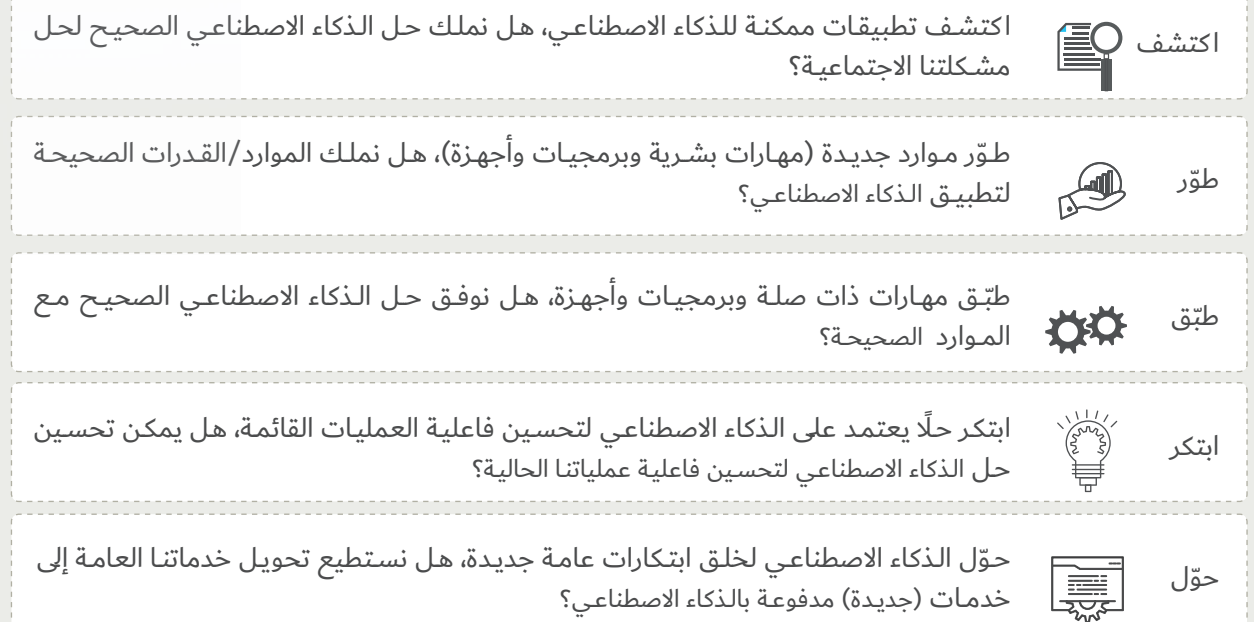 اكتشف
اكتشف تطبيقات ممكنة للذكاء الاصطناعي، هل نملك حل الذكاء الاصطناعي الصحيح لحل
مشكلتنا الاجتماعية؟
طوّر
طوّر موارد جديدة (مهارات بشرية وبرمجيات وأجهزة)، هل نملك الموارد/القدرات الصحيحة
لتطبيق الذكاء الاصطناعي؟
طبّق
طبّق مهارات ذات صلة وبرمجيات وأجهزة، هل نوفق حل الذكاء الاصطناعي الصحيح مع
الموارد الصحيحة؟
ابتكر
ابتكر حلًا يعتمد على الذكاء الاصطناعي لتحسين فاعلية العمليات القائمة، هل يمكن تحسين
حل الذكاء الاصطناعي لتحسين فاعلية عملياتنا الحالية؟
حوّل
حوّل الذكاء الاصطناعي لخلق ابتكارات عامة جديدة، هل نستطيع تحويل خدماتنا العامة إلى
خدمات (جديدة) مدفوعة بالذكاء الاصطناعي؟